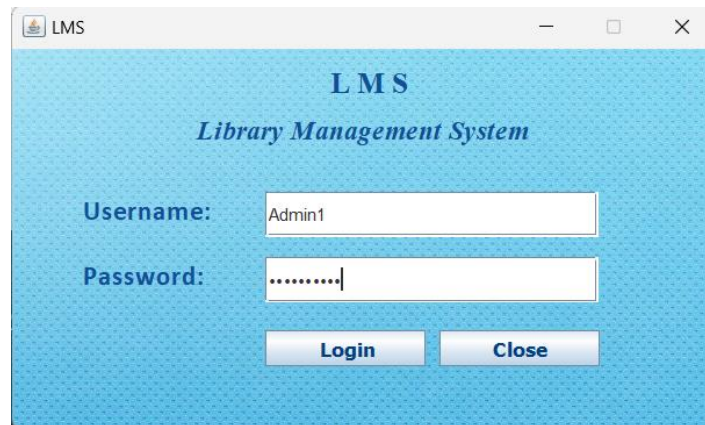 LMS
L M S
Library Management System
Username: Admin1
Password: ••••••••••
Login Close